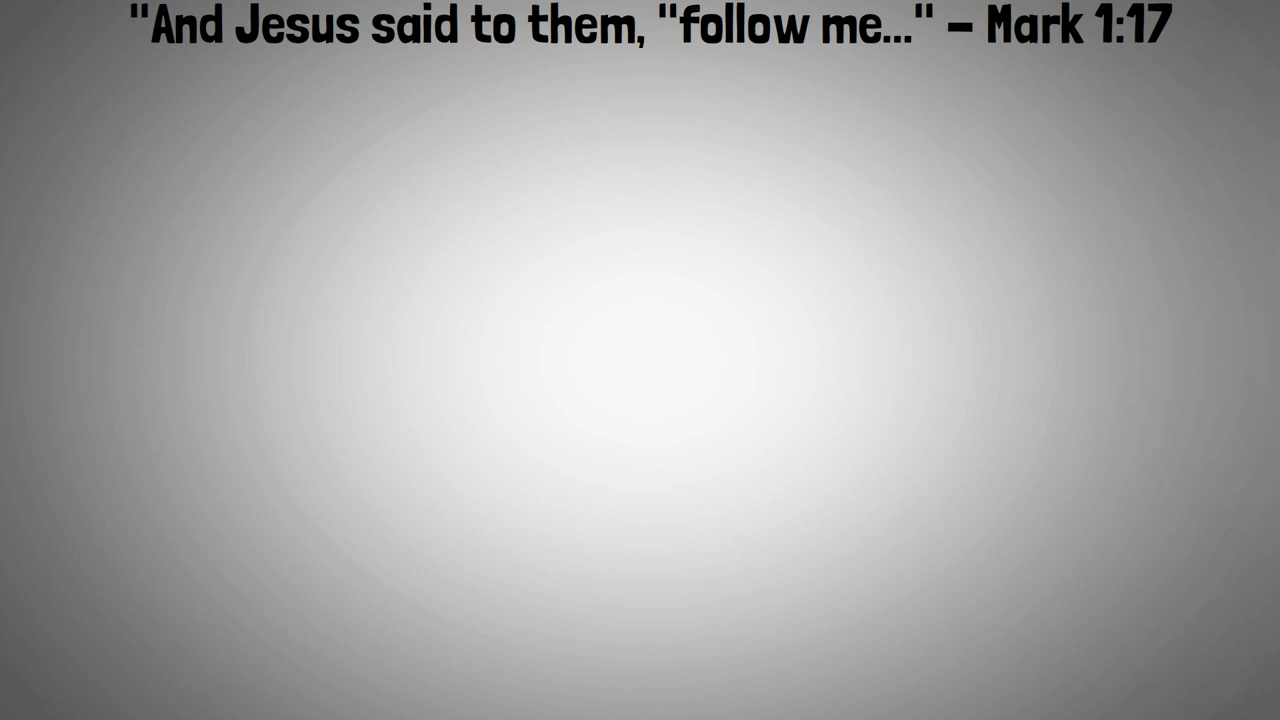 "And Jesus said to them, "follow me..." – Mark 1:17